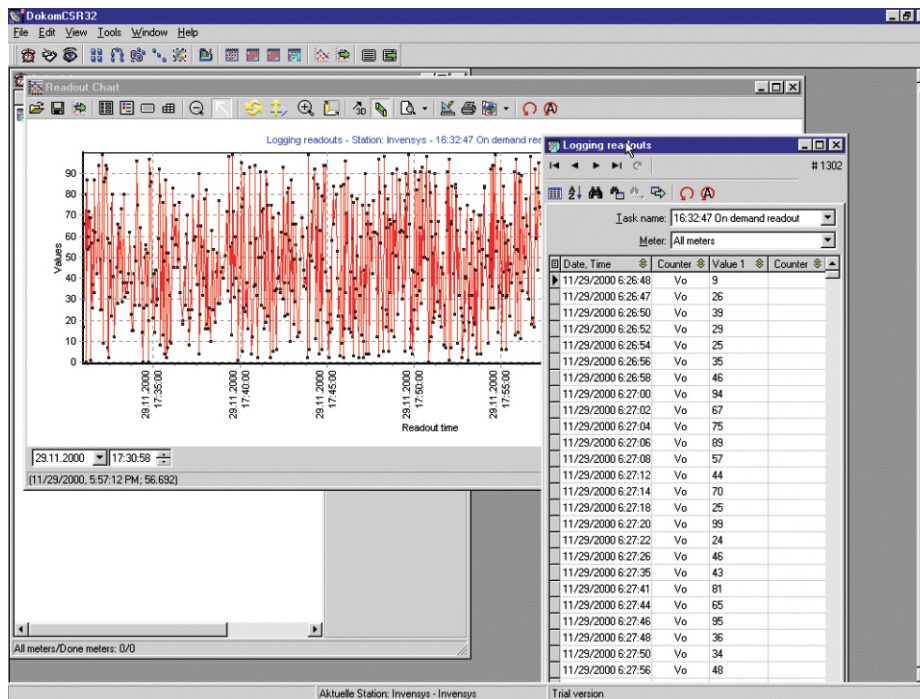 DokomCSR32
File Edit View Tools Window Help
Readout Chart
Logging readouts - Station: Invensys - 16:32:47 On demand rea
Values
90
80
70
60
50
40
30
20
10
0
29.11.2000 17:35:00
29.11.2000 17:40:00
29.11.2000 17:45:00
29.11.2000 17:50:00
29.11.2000 17:55:00
Readout time
29.11.2000 17:30:58
(11/29/2000, 5:57:12 PM; 56.692)
All meters/Done meters: 0/0
Logging readouts
# 1302
Task name: 16:32:47 On demand readout
Meter: All meters
Date, Time Counter Value 1 Counter
11/29/2000 6:26:48 Vo 9
11/29/2000 6:26:47 Vo 26
11/29/2000 6:26:50 Vo 39
11/29/2000 6:26:52 Vo 29
11/29/2000 6:26:54 Vo 25
11/29/2000 6:26:56 Vo 35
11/29/2000 6:26:58 Vo 46
11/29/2000 6:27:00 Vo 94
11/29/2000 6:27:02 Vo 67
11/29/2000 6:27:04 Vo 75
11/29/2000 6:27:06 Vo 89
11/29/2000 6:27:08 Vo 57
11/29/2000 6:27:12 Vo 44
11/29/2000 6:27:14 Vo 70
11/29/2000 6:27:18 Vo 25
11/29/2000 6:27:20 Vo 99
11/29/2000 6:27:22 Vo 24
11/29/2000 6:27:26 Vo 46
11/29/2000 6:27:35 Vo 43
11/29/2000 6:27:41 Vo 81
11/29/2000 6:27:44 Vo 65
11/29/2000 6:27:46 Vo 95
11/29/2000 6:27:48 Vo 36
11/29/2000 6:27:50 Vo 34
11/29/2000 6:27:56 Vo 48
Aktuelle Station: Invensys - Invensys
Trial version